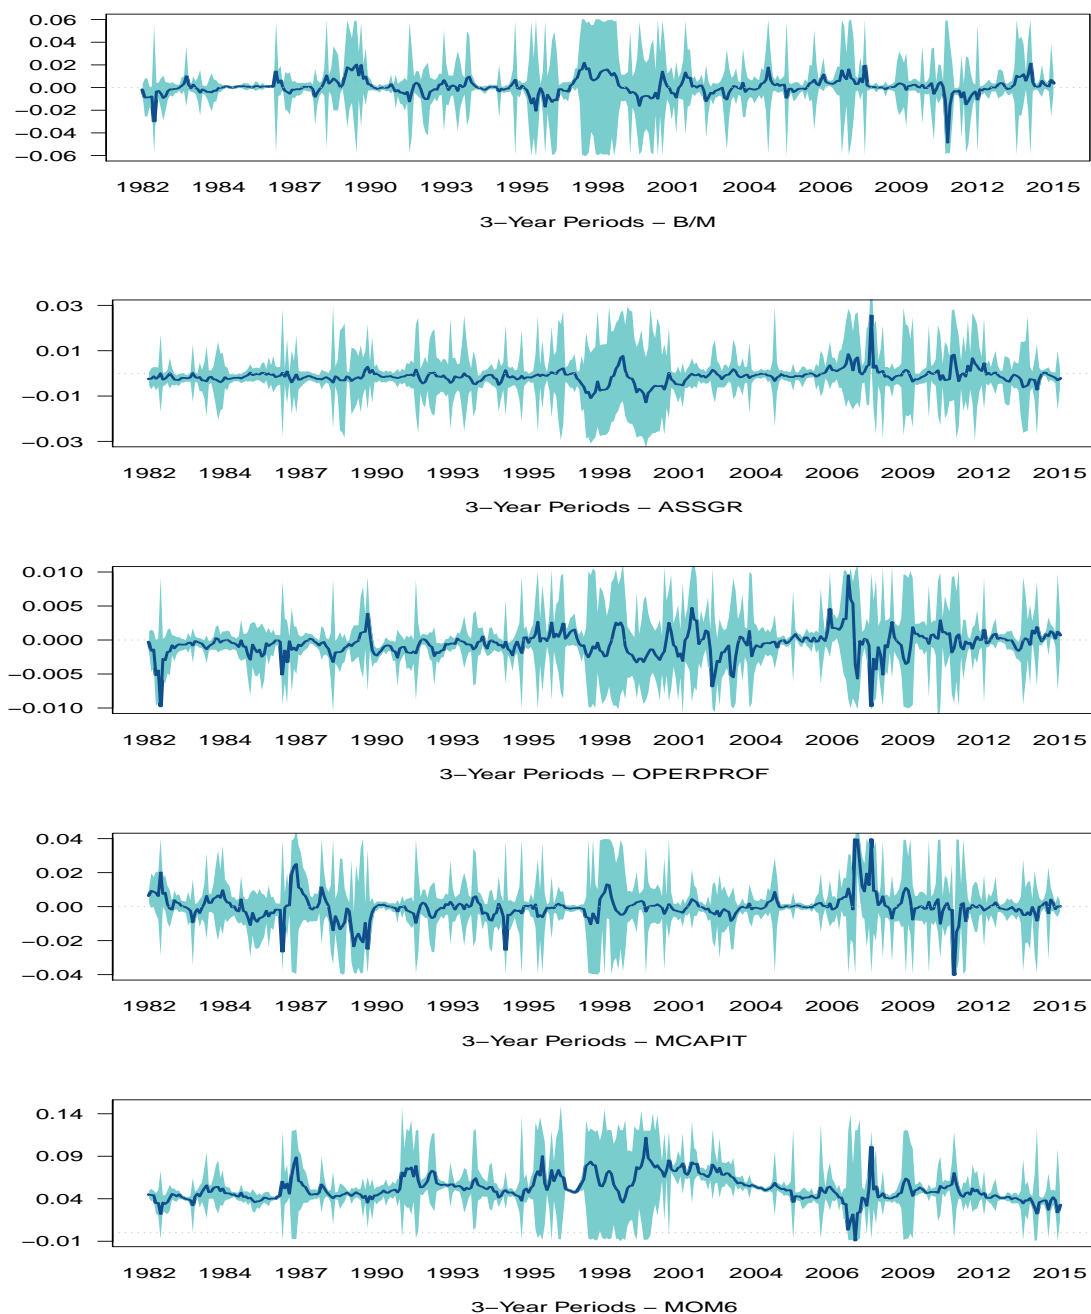 0.06
0.04
0.02
0.00
−0.02
−0.04
−0.06
1982 1984 1987 1990 1993 1995 1998 2001 2004 2006 2009 2012 2015
3−Year Periods − B/M
0.03
0.01
−0.01
−0.03
1982 1984 1987 1990 1993 1995 1998 2001 2004 2006 2009 2012 2015
3−Year Periods − ASSGR
0.010
0.005
0.000
−0.005
−0.010
1982 1984 1987 1990 1993 1995 1998 2001 2004 2006 2009 2012 2015
3−Year Periods − OPERPROF
0.04
0.02
0.00
−0.02
−0.04
1982 1984 1987 1990 1993 1995 1998 2001 2004 2006 2009 2012 2015
3−Year Periods − MCAPIT
0.14
0.09
0.04
−0.01
1982 1984 1987 1990 1993 1995 1998 2001 2004 2006 2009 2012 2015
3−Year Periods − MOM6